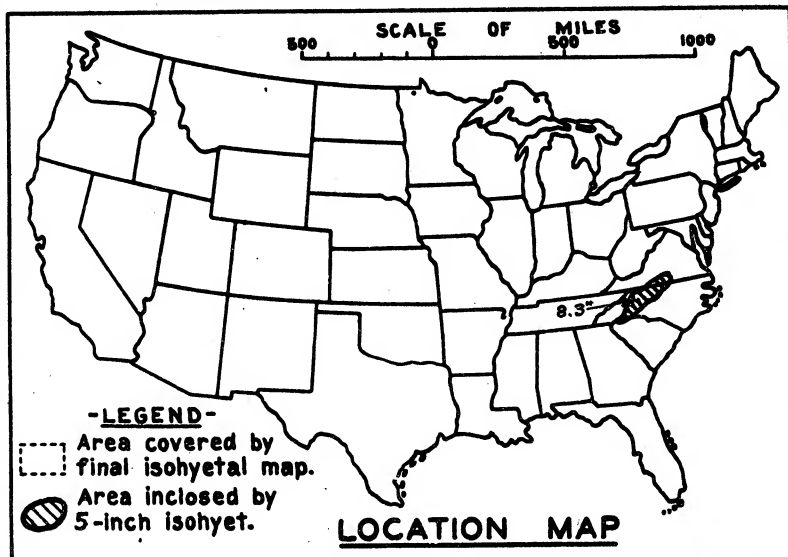 SCALE OF MILES
500 0 500 1000
8.3"
-LEGEND-
Area covered by
final isohyetal map.
Area inclosed by
5-inch isohyet.
LOCATION MAP